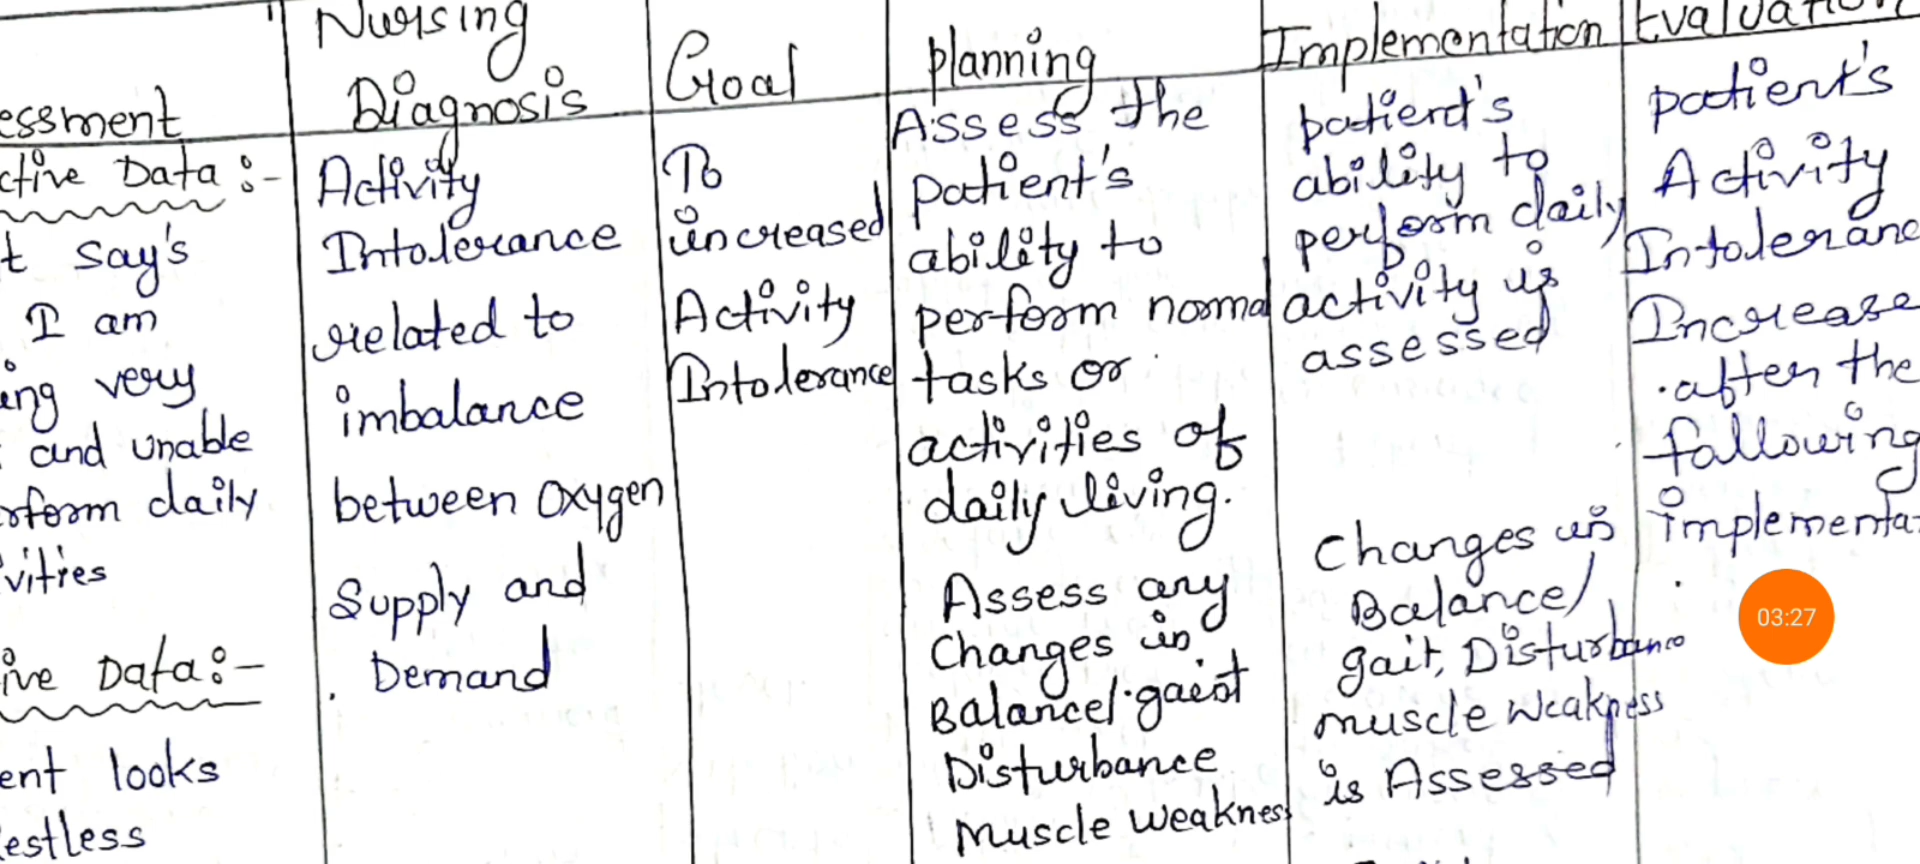 Nursing
Diagnosis
Goal
planning
Implementation
Evaluation
essment
ctive Data :-
t Say's
I am
ing very
and unable
rform daily
vities
ive Data :-
ent looks
estless
Activity
Intolerance
related to
imbalance
between oxygen
Supply and
Demand
To
increased
Activity
Intolerance
Assess the
patient's
ability to
perform normal
tasks or
activities of
daily living.
Assess any
Changes in
Balance/ gaist
Disturbance
Muscle weakness
patient's
ability to
perform daily
activity is
assessed
Changes in
Balance/
gait, Disturbance
muscle weakness
is Assessed
patient's
Activity
Intoleranc
Increase
after the
following
implementa
03:27